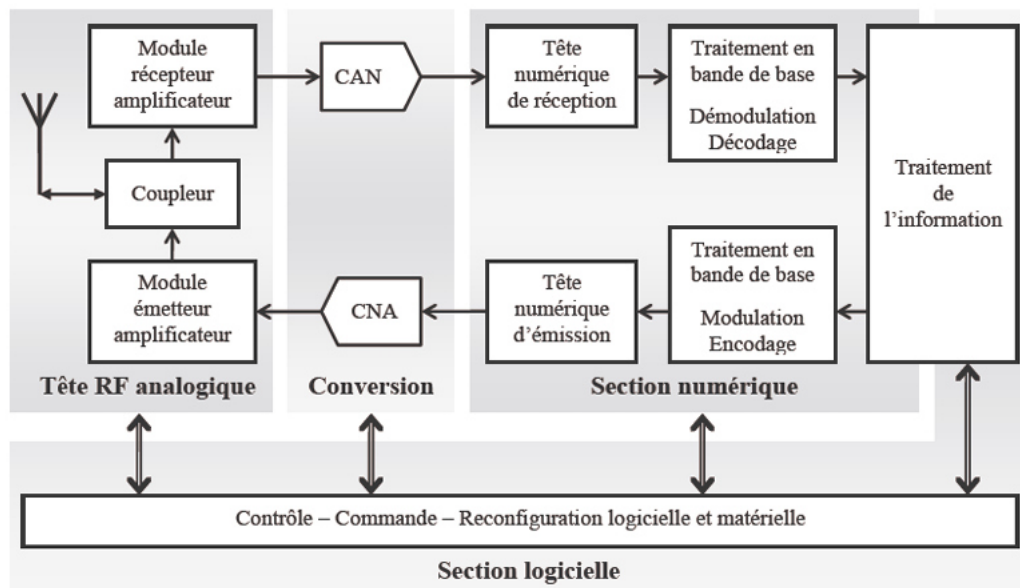 Module
récepteur
amplificateur
CAN
Tête
numérique
de réception
Traitement en
bande de base
Démodulation
Décodage
Traitement
de
l'information
Coupleur
Module
émetteur
amplificateur
CNA
Tête
numérique
d'émission
Traitement en
bande de base
Modulation
Encodage
Tête RF analogique
Conversion
Section numérique
Contrôle – Commande – Reconfiguration logicielle et matérielle
Section logicielle